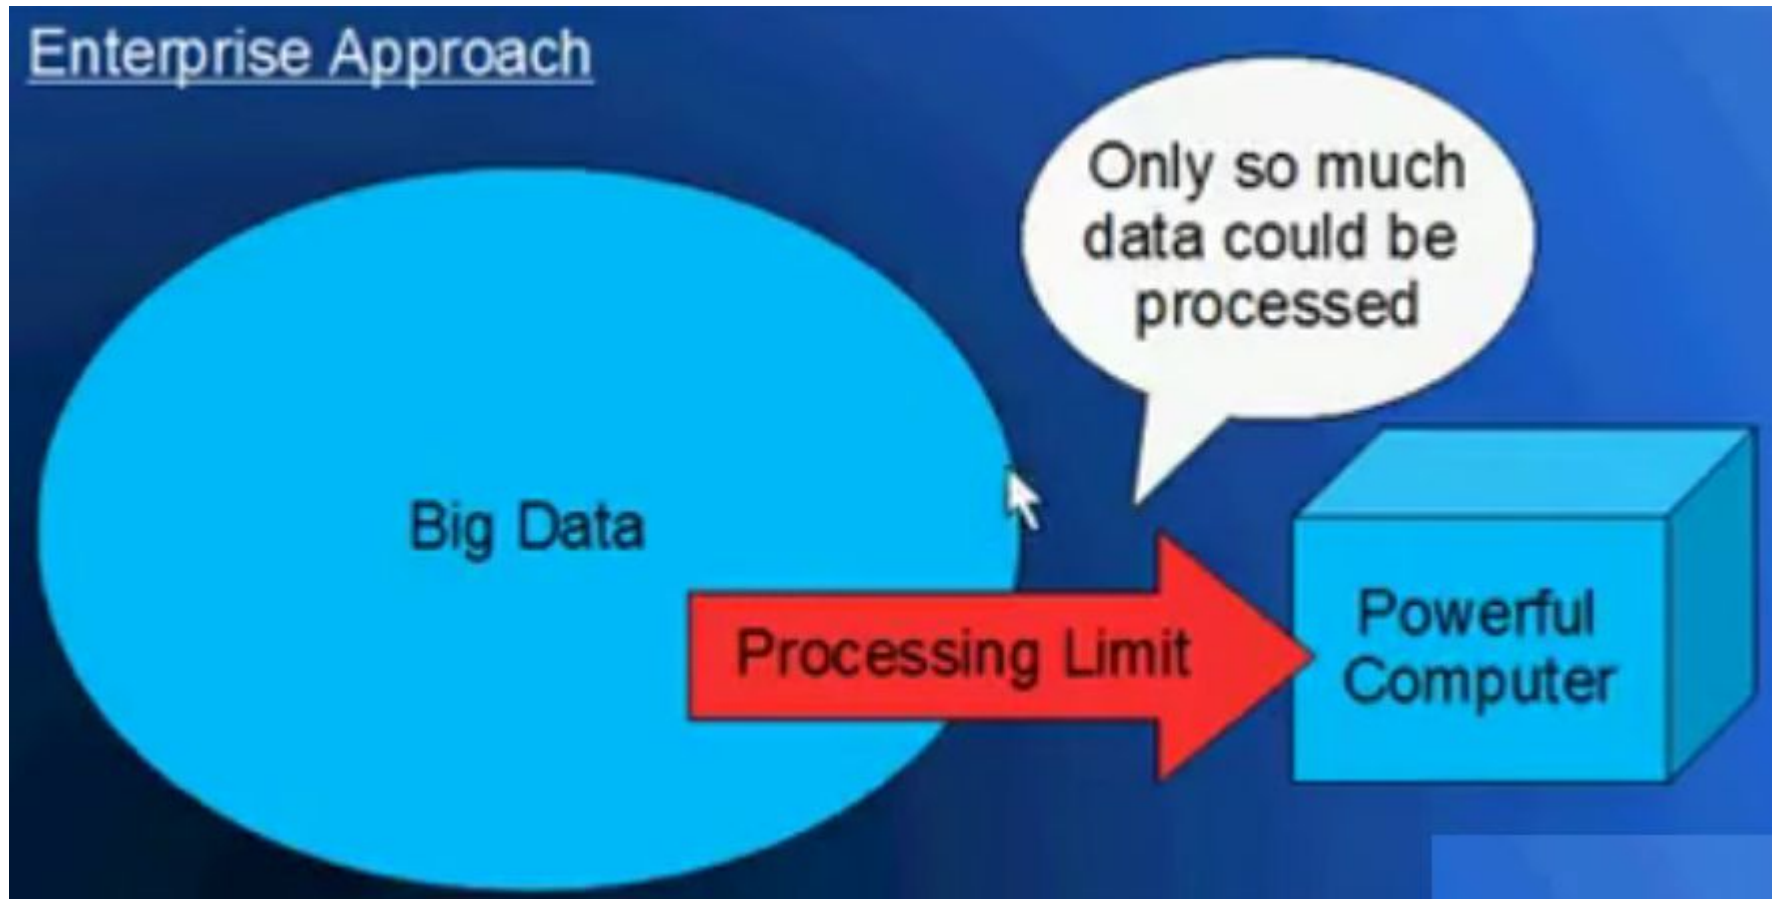 Enterprise Approach
Only so much
data could be
processed
Big Data
Processing Limit
Powerful
Computer